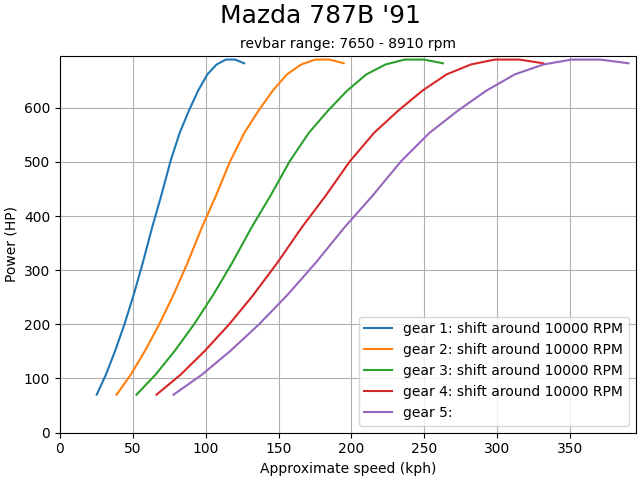 Mazda 787B '91
revbar range: 7650 - 8910 rpm
Power (HP)
600
500
400
300
200
100
0
0 50 100 150 200 250 300 350
Approximate speed (kph)
gear 1: shift around 10000 RPM
gear 2: shift around 10000 RPM
gear 3: shift around 10000 RPM
gear 4: shift around 10000 RPM
gear 5: